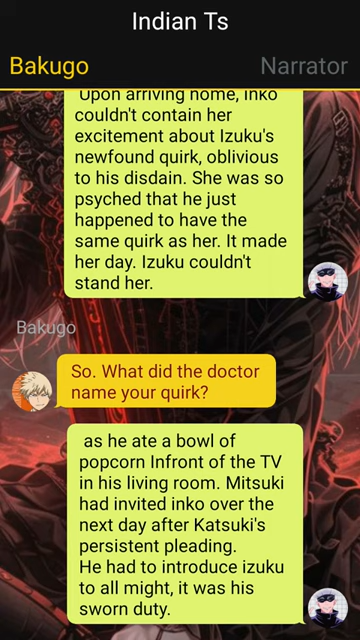 Indian Ts
Bakugo
Narrator
Upon arriving home, Inko
couldn't contain her
excitement about Izuku's
newfound quirk, oblivious
to his disdain. She was so
psyched that he just
happened to have the
same quirk as her. It made
her day. Izuku couldn't
stand her.
Bakugo
So. What did the doctor
name your quirk?
as he ate a bowl of
popcorn Infront of the TV
in his living room. Mitsuki
had invited inko over the
next day after Katsuki's
persistent pleading.
He had to introduce izuku
to all might, it was his
sworn duty.